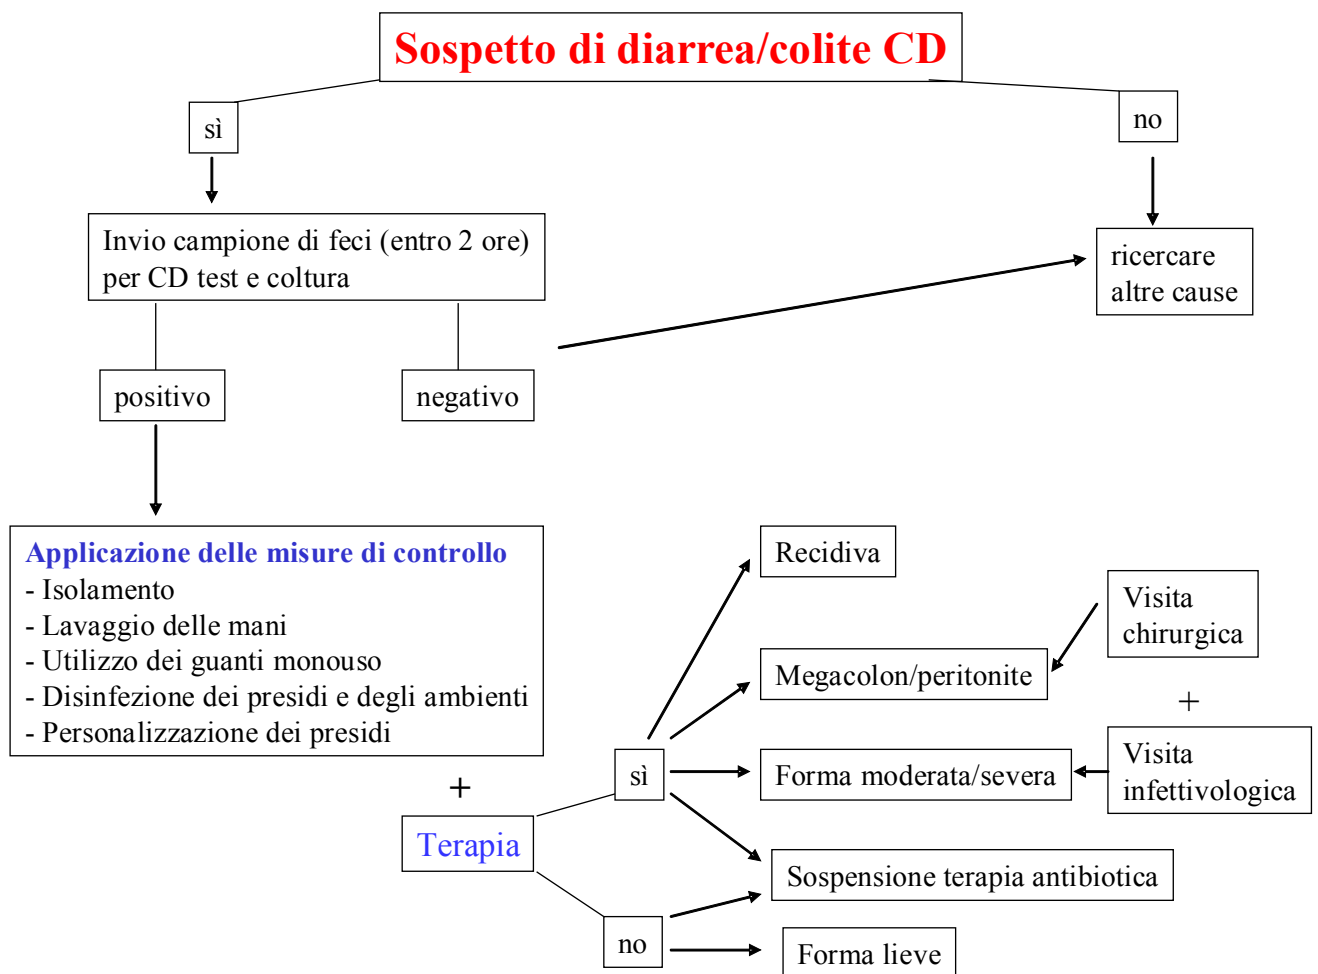 Sospetto di diarrea/colite CD
sì
no
Invio campione di feci (entro 2 ore)
per CD test e coltura
ricercare
altre cause
positivo
negativo
Applicazione delle misure di controllo
- Isolamento
- Lavaggio delle mani
- Utilizzo dei guanti monouso
- Disinfezione dei presidi e degli ambienti
- Personalizzazione dei presidi
+
Terapia
sì
no
Recidiva
Megacolon/peritonite
Forma moderata/severa
Sospensione terapia antibiotica
Forma lieve
Visita
chirurgica
+
Visita
infettivologica